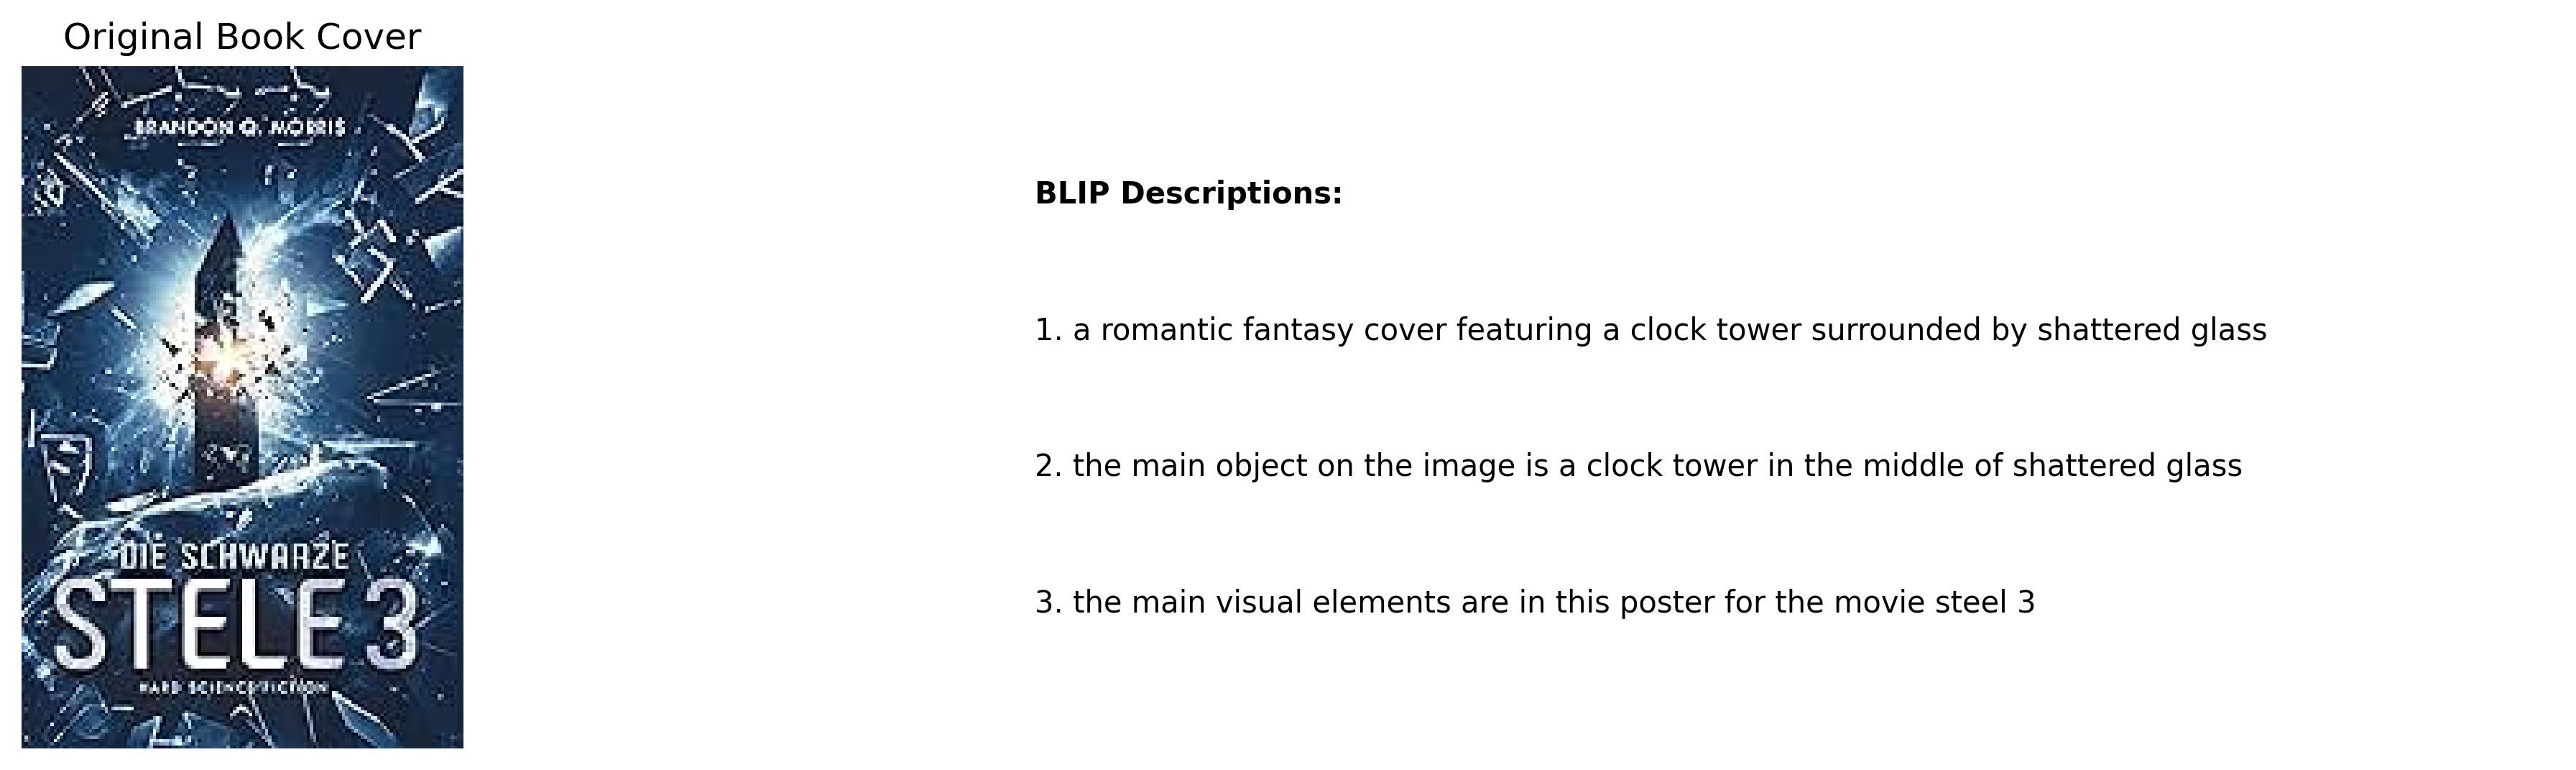 Original Book Cover
BRANDON Q. MORRIS
DIE SCHWARZE
STELE 3
HARD SCIENCE FICTION
BLIP Descriptions:
1. a romantic fantasy cover featuring a clock tower surrounded by shattered glass
2. the main object on the image is a clock tower in the middle of shattered glass
3. the main visual elements are in this poster for the movie steel 3